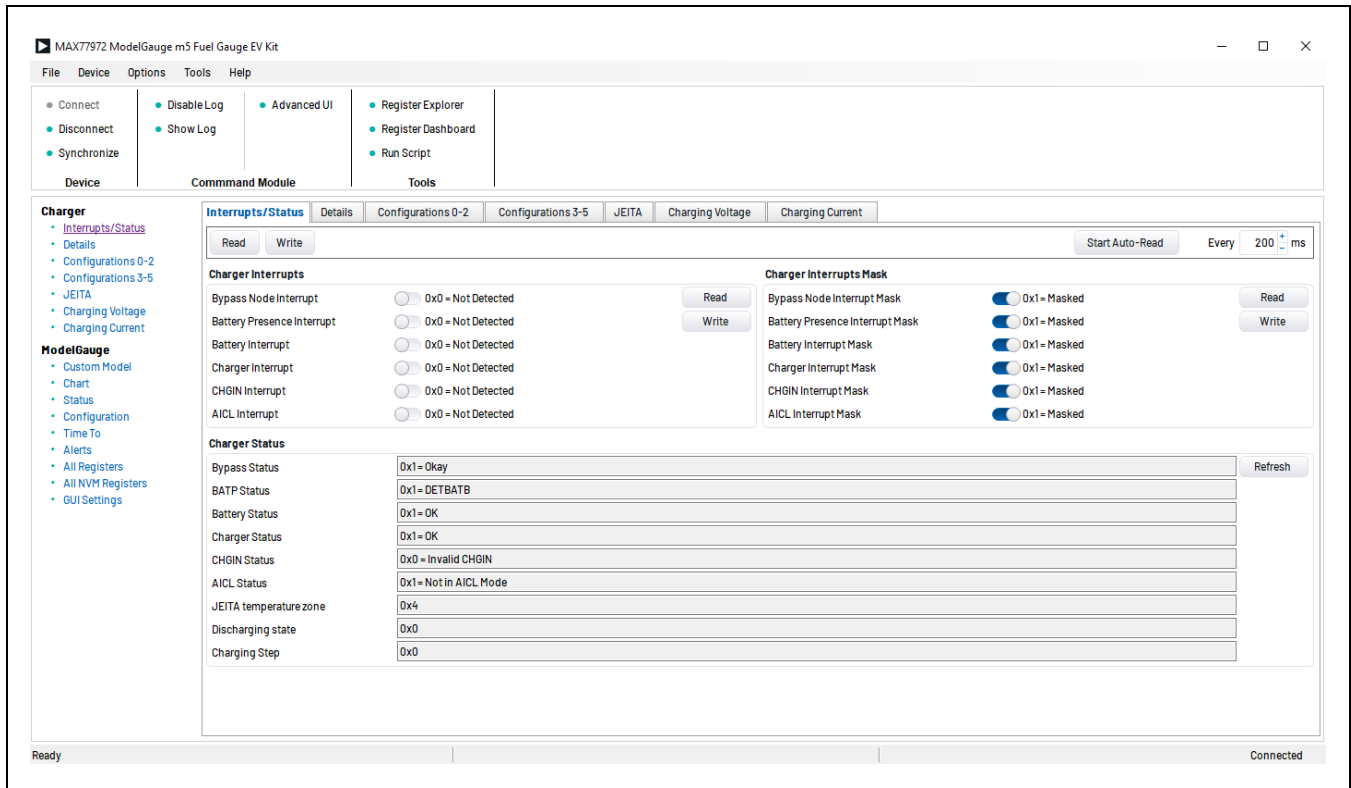 MAX77972 ModelGauge m5 Fuel Gauge EV Kit
File Device Options Tools Help
Connect
Disconnect
Synchronize
Device
Disable Log
Show Log
Advanced UI
Commmand Module
Register Explorer
Register Dashboard
Run Script
Tools
Charger
Interrupts/Status
Details
Configurations 0-2
Configurations 3-5
JEITA
Charging Voltage
Charging Current
ModelGauge
Custom Model
Chart
Status
Configuration
Time To
Alerts
All Registers
All NVM Registers
GUI Settings
Interrupts/Status Details Configurations 0-2 Configurations 3-5 JEITA Charging Voltage Charging Current
Read Write Start Auto-Read Every 200 + - ms
Charger Interrupts
Bypass Node Interrupt 0x0 = Not Detected Read
Battery Presence Interrupt 0x0 = Not Detected Write
Battery Interrupt 0x0 = Not Detected
Charger Interrupt 0x0 = Not Detected
CHGIN Interrupt 0x0 = Not Detected
AICL Interrupt 0x0 = Not Detected
Charger Interrupts Mask
Bypass Node Interrupt Mask 0x1 = Masked Read
Battery Presence Interrupt Mask 0x1 = Masked Write
Battery Interrupt Mask 0x1 = Masked
Charger Interrupt Mask 0x1 = Masked
CHGIN Interrupt Mask 0x1 = Masked
AICL Interrupt Mask 0x1 = Masked
Charger Status
Bypass Status 0x1 = Okay Refresh
BATP Status 0x1 = DETBATB
Battery Status 0x1 = OK
Charger Status 0x1 = OK
CHGIN Status 0x0 = Invalid CHGIN
AICL Status 0x1 = Not in AICL Mode
JEITA temperature zone 0x4
Discharging state 0x0
Charging Step 0x0
Ready Connected